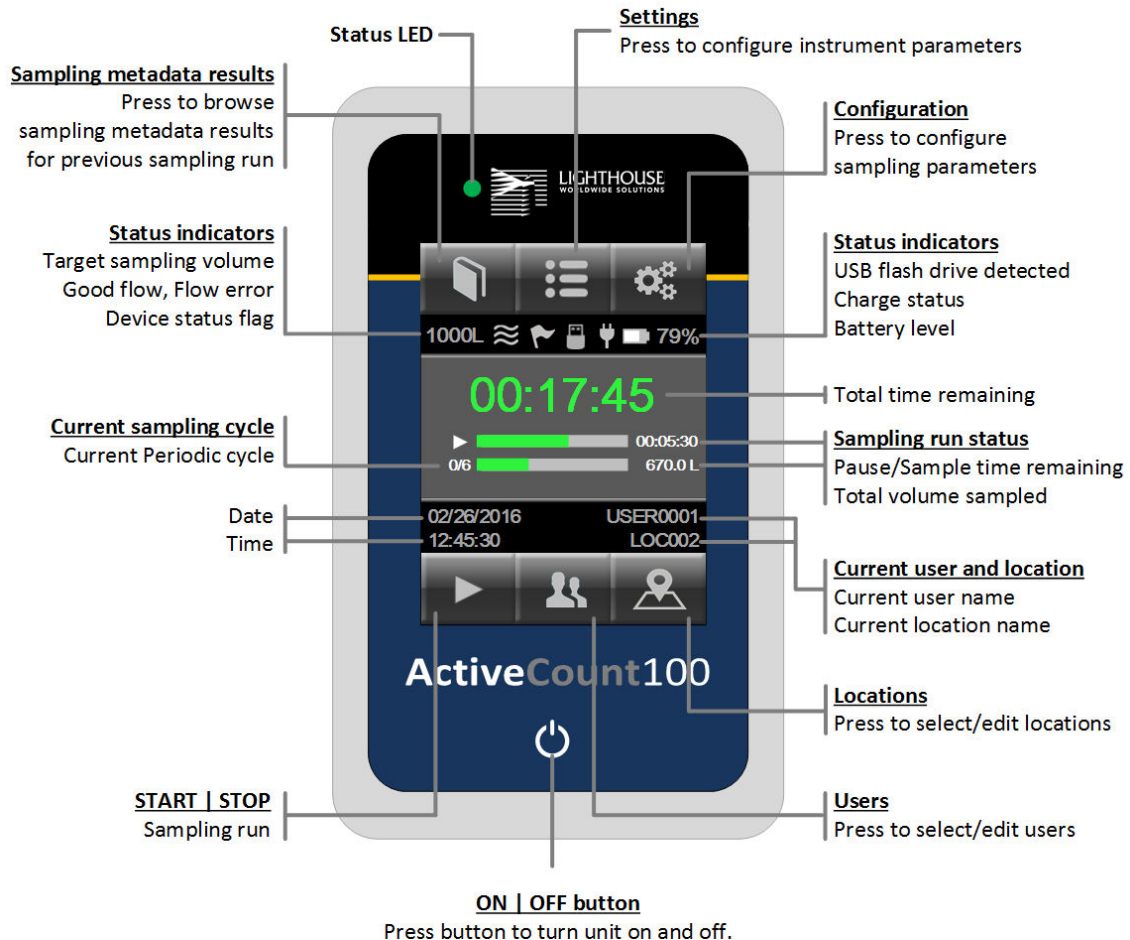 Status LED
Settings
Press to configure instrument parameters
Sampling metadata results
Press to browse
sampling metadata results
for previous sampling run
Configuration
Press to configure
sampling parameters
LIGHTHOUSE
WORLDWIDE SOLUTIONS
Status indicators
Target sampling volume
Good flow, Flow error
Device status flag
Status indicators
USB flash drive detected
Charge status
Battery level
1000L 79%
00:17:45
Total time remaining
00:05:30
0/6 670.0 L
Current sampling cycle
Current Periodic cycle
Sampling run status
Pause/Sample time remaining
Total volume sampled
Date
Time
02/26/2016 USER0001
12:45:30 LOC002
Current user and location
Current user name
Current location name
ActiveCount100
Locations
Press to select/edit locations
START | STOP
Sampling run
Users
Press to select/edit users
ON | OFF button
Press button to turn unit on and off.